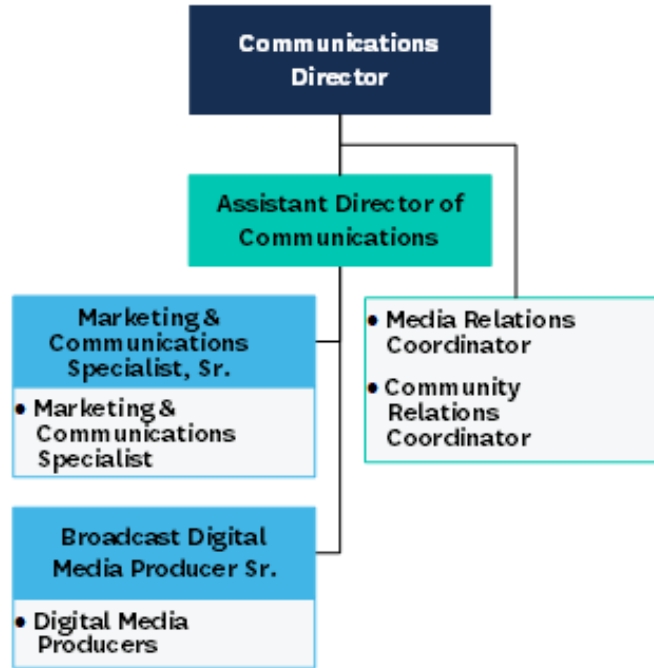 Communications
Director
Assistant Director of
Communications
Marketing &
Communications
Specialist, Sr.
• Marketing &
Communications
Specialist
• Media Relations
Coordinator
• Community
Relations
Coordinator
Broadcast Digital
Media Producer Sr.
• Digital Media
Producers